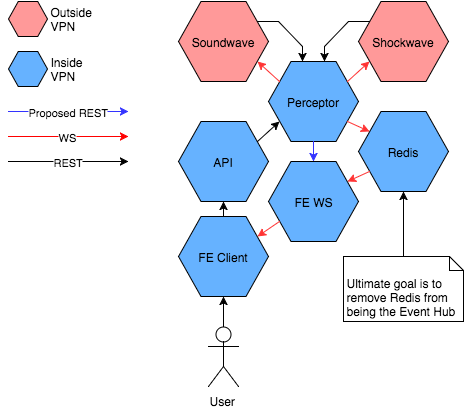 Outside
VPN
Inside
VPN
Proposed REST
WS
REST
Soundwave
Shockwave
Perceptor
API
Redis
FE WS
FE Client
Ultimate goal is to
remove Redis from
being the Event Hub
User